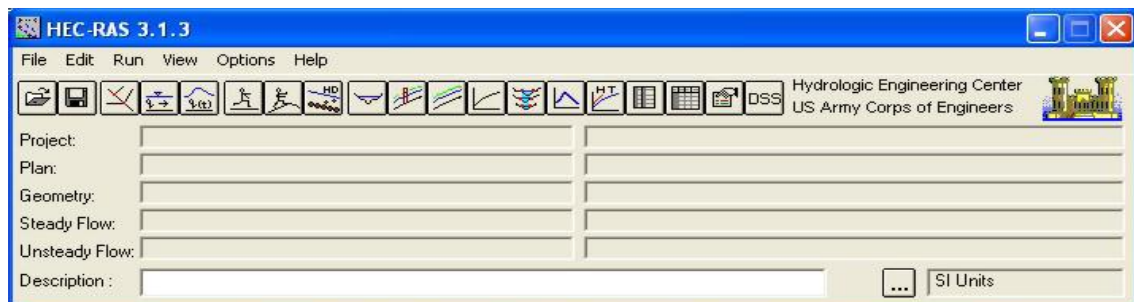 HEC-RAS 3.1.3
File Edit Run View Options Help
Q(t) HD HT DSS
Hydrologic Engineering Center
US Army Corps of Engineers
Project:
Plan:
Geometry:
Steady Flow:
Unsteady Flow:
Description :
... SI Units